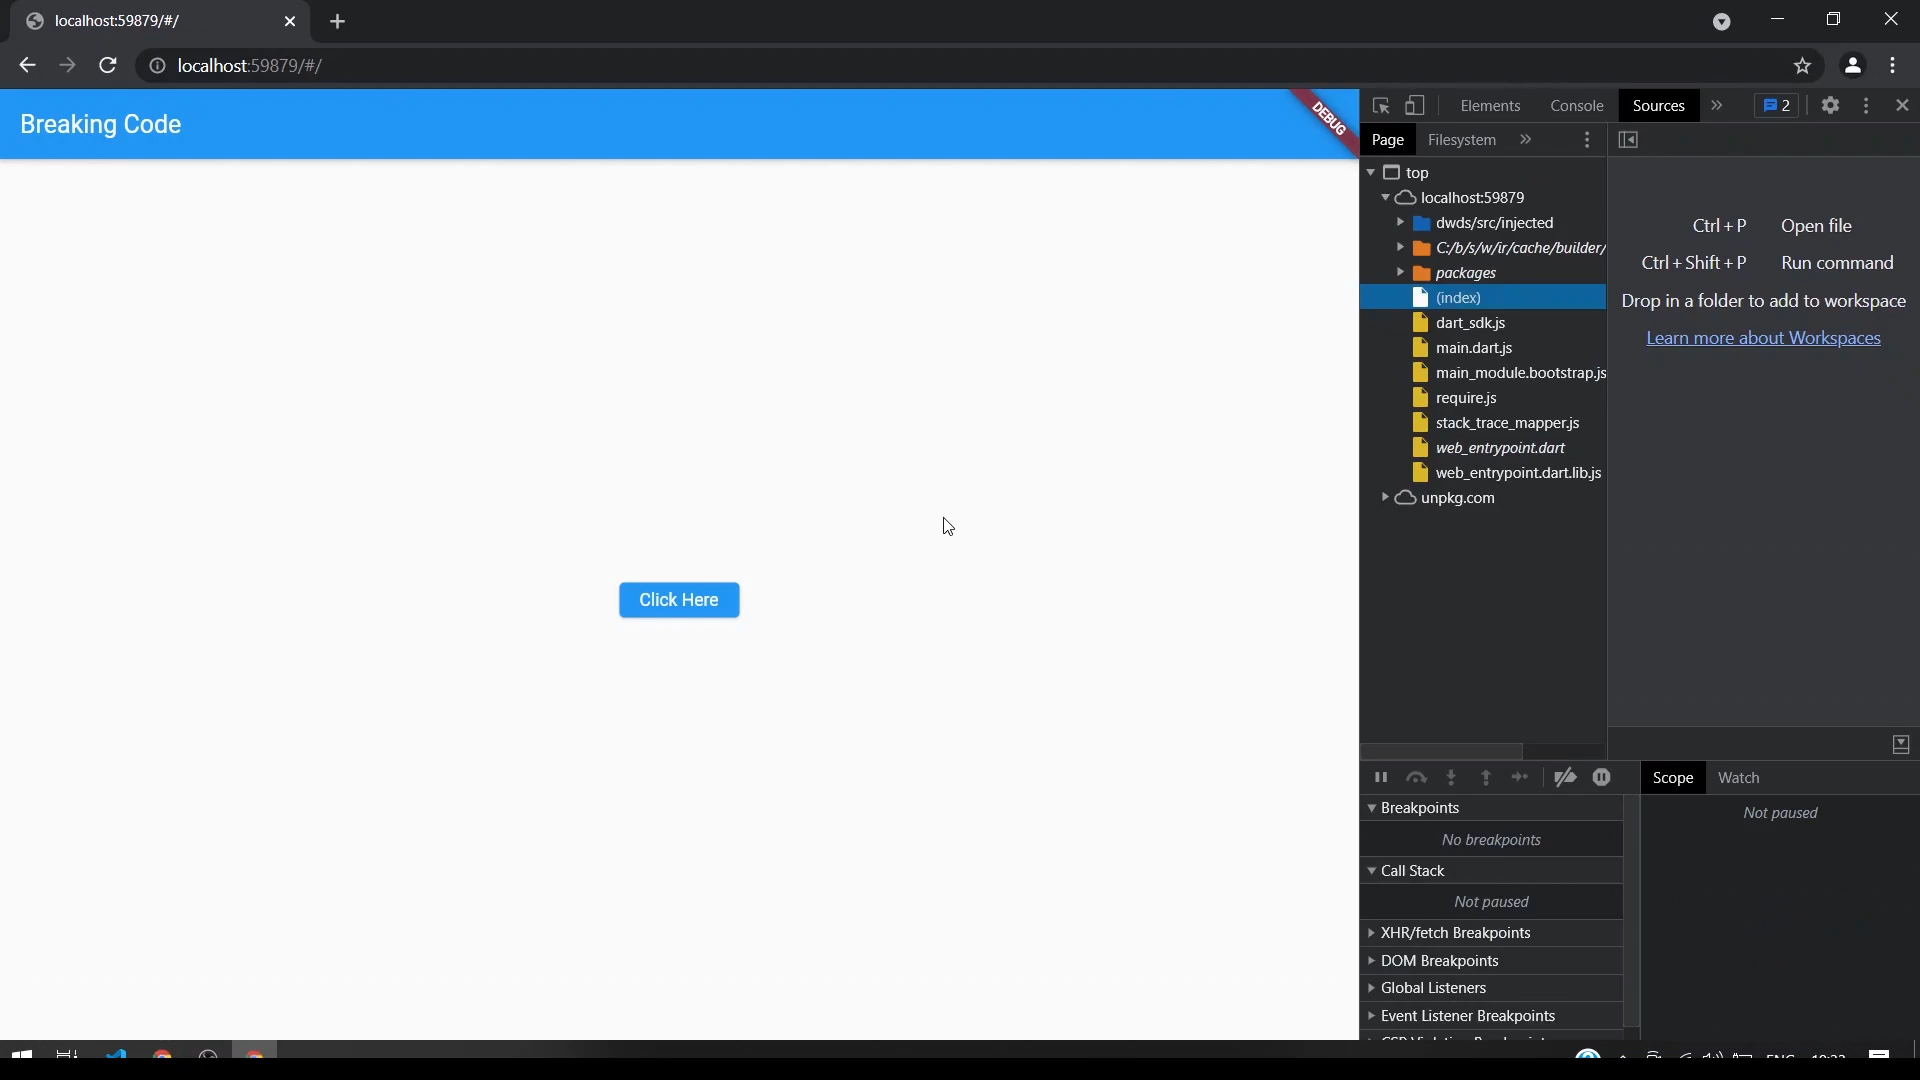 localhost:59879/#/
localhost:59879/#/
Breaking Code
DEBUG
Click Here
Elements Console Sources » 2
Page Filesystem »
top
localhost:59879
dwds/src/injected
C:/b/s/w/ir/cache/builder/
packages
(index)
dart_sdk.js
main.dart.js
main_module.bootstrap.js
require.js
stack_trace_mapper.js
web_entrypoint.dart
web_entrypoint.dart.lib.js
unpkg.com
Ctrl + P Open file
Ctrl + Shift + P Run command
Drop in a folder to add to workspace
Learn more about Workspaces
Scope Watch
Not paused
Breakpoints
No breakpoints
Call Stack
Not paused
XHR/fetch Breakpoints
DOM Breakpoints
Global Listeners
Event Listener Breakpoints
ENG